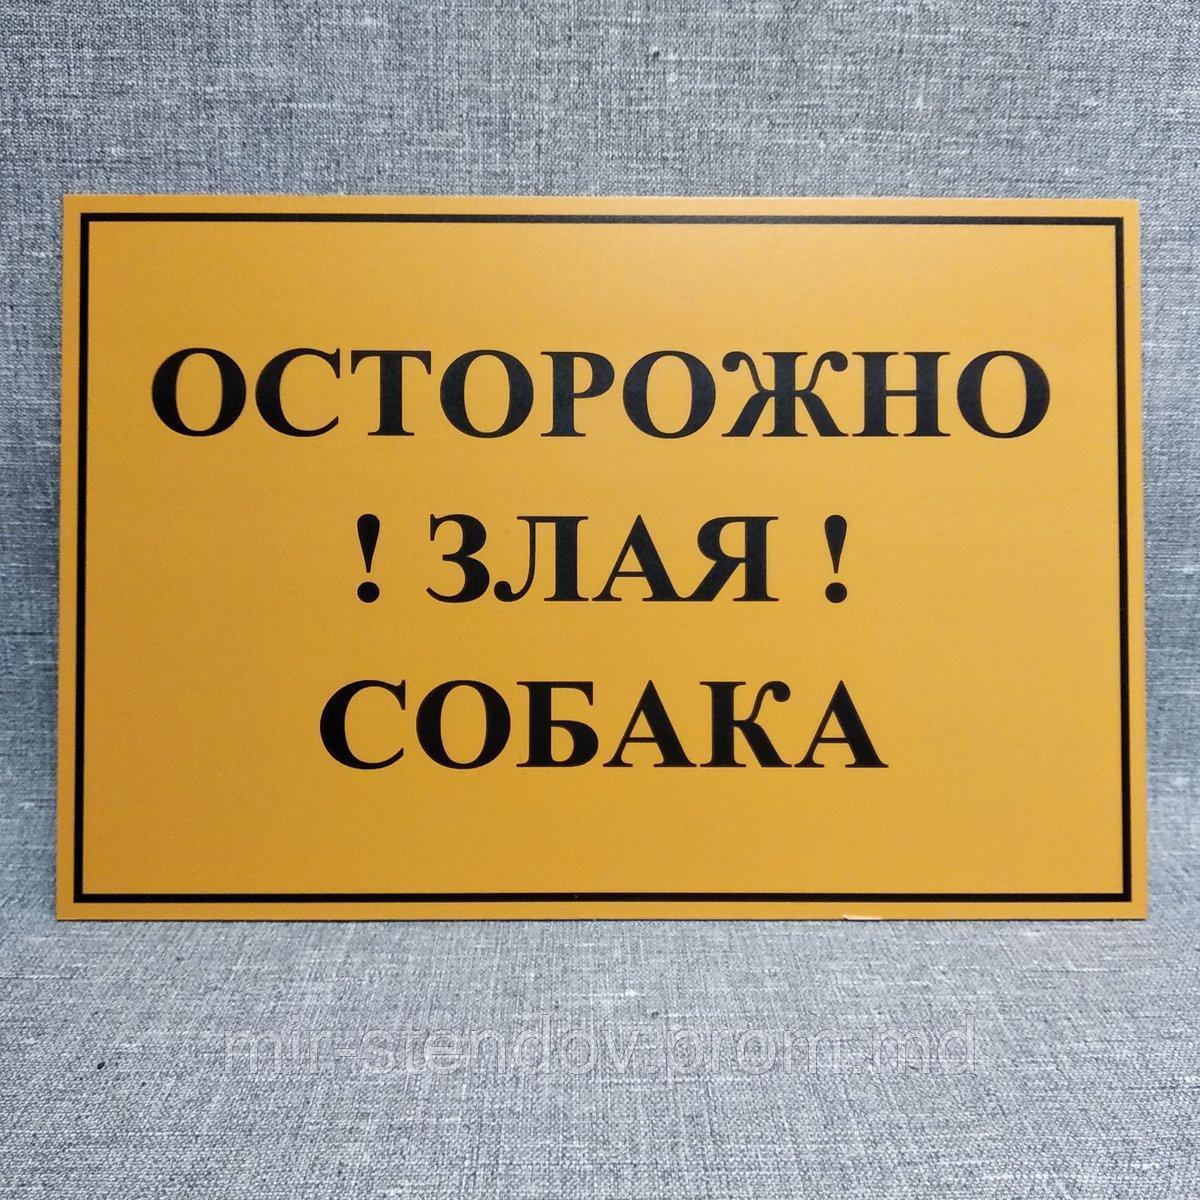 ОСТОРОЖНО
! ЗЛАЯ !
СОБАКА
mir-stendov.prom.md